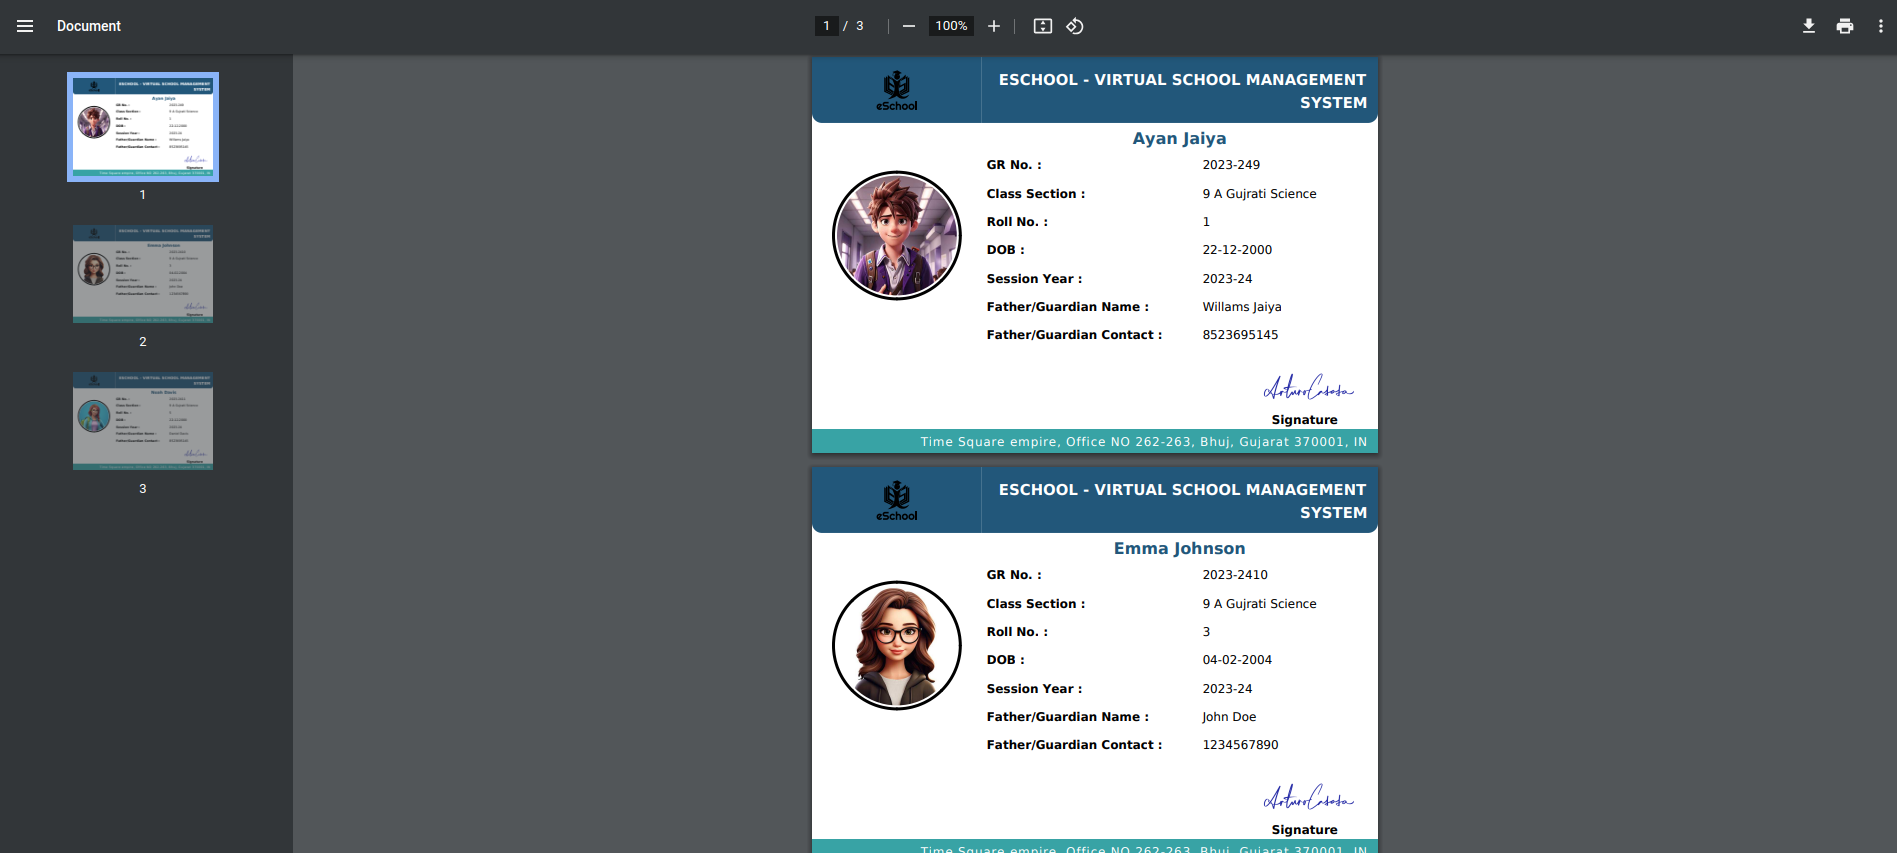 Document
1 / 3
100%
1
2
3
eSchool
ESCHOOL - VIRTUAL SCHOOL MANAGEMENT
SYSTEM
Ayan Jaiya
GR No. : 2023-249
Class Section : 9 A Gujrati Science
Roll No. : 1
DOB : 22-12-2000
Session Year : 2023-24
Father/Guardian Name : Willams Jaiya
Father/Guardian Contact : 8523695145
Signature
Time Square empire, Office NO 262-263, Bhuj, Gujarat 370001, IN
eSchool
ESCHOOL - VIRTUAL SCHOOL MANAGEMENT
SYSTEM
Emma Johnson
GR No. : 2023-2410
Class Section : 9 A Gujrati Science
Roll No. : 3
DOB : 04-02-2004
Session Year : 2023-24
Father/Guardian Name : John Doe
Father/Guardian Contact : 1234567890
Signature
Time Square empire, Office NO 262-263, Bhuj, Gujarat 370001, IN